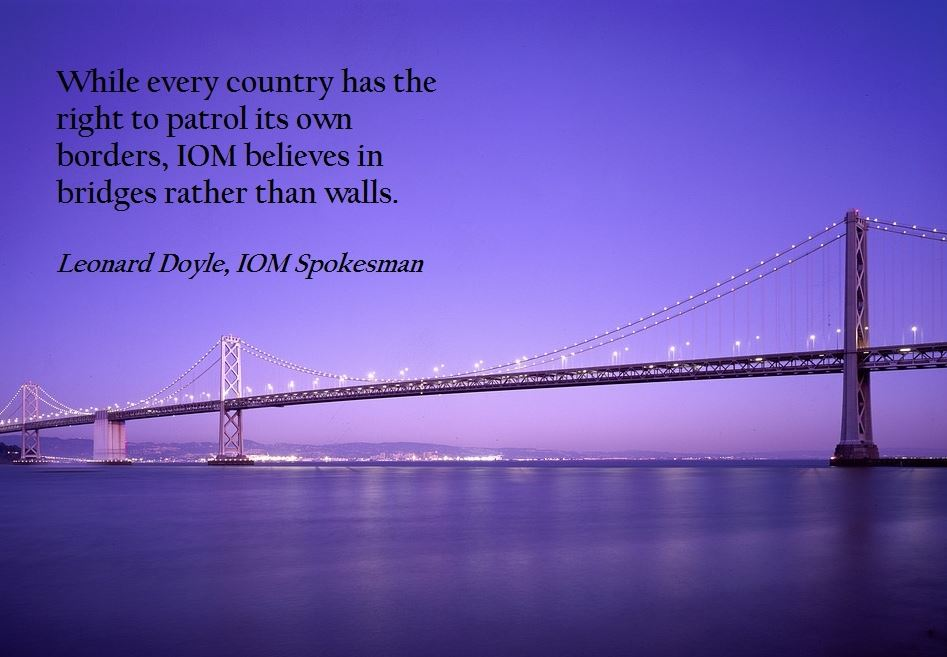 While every country has the
right to patrol its own
borders, IOM believes in
bridges rather than walls.
Leonard Doyle, IOM Spokesman